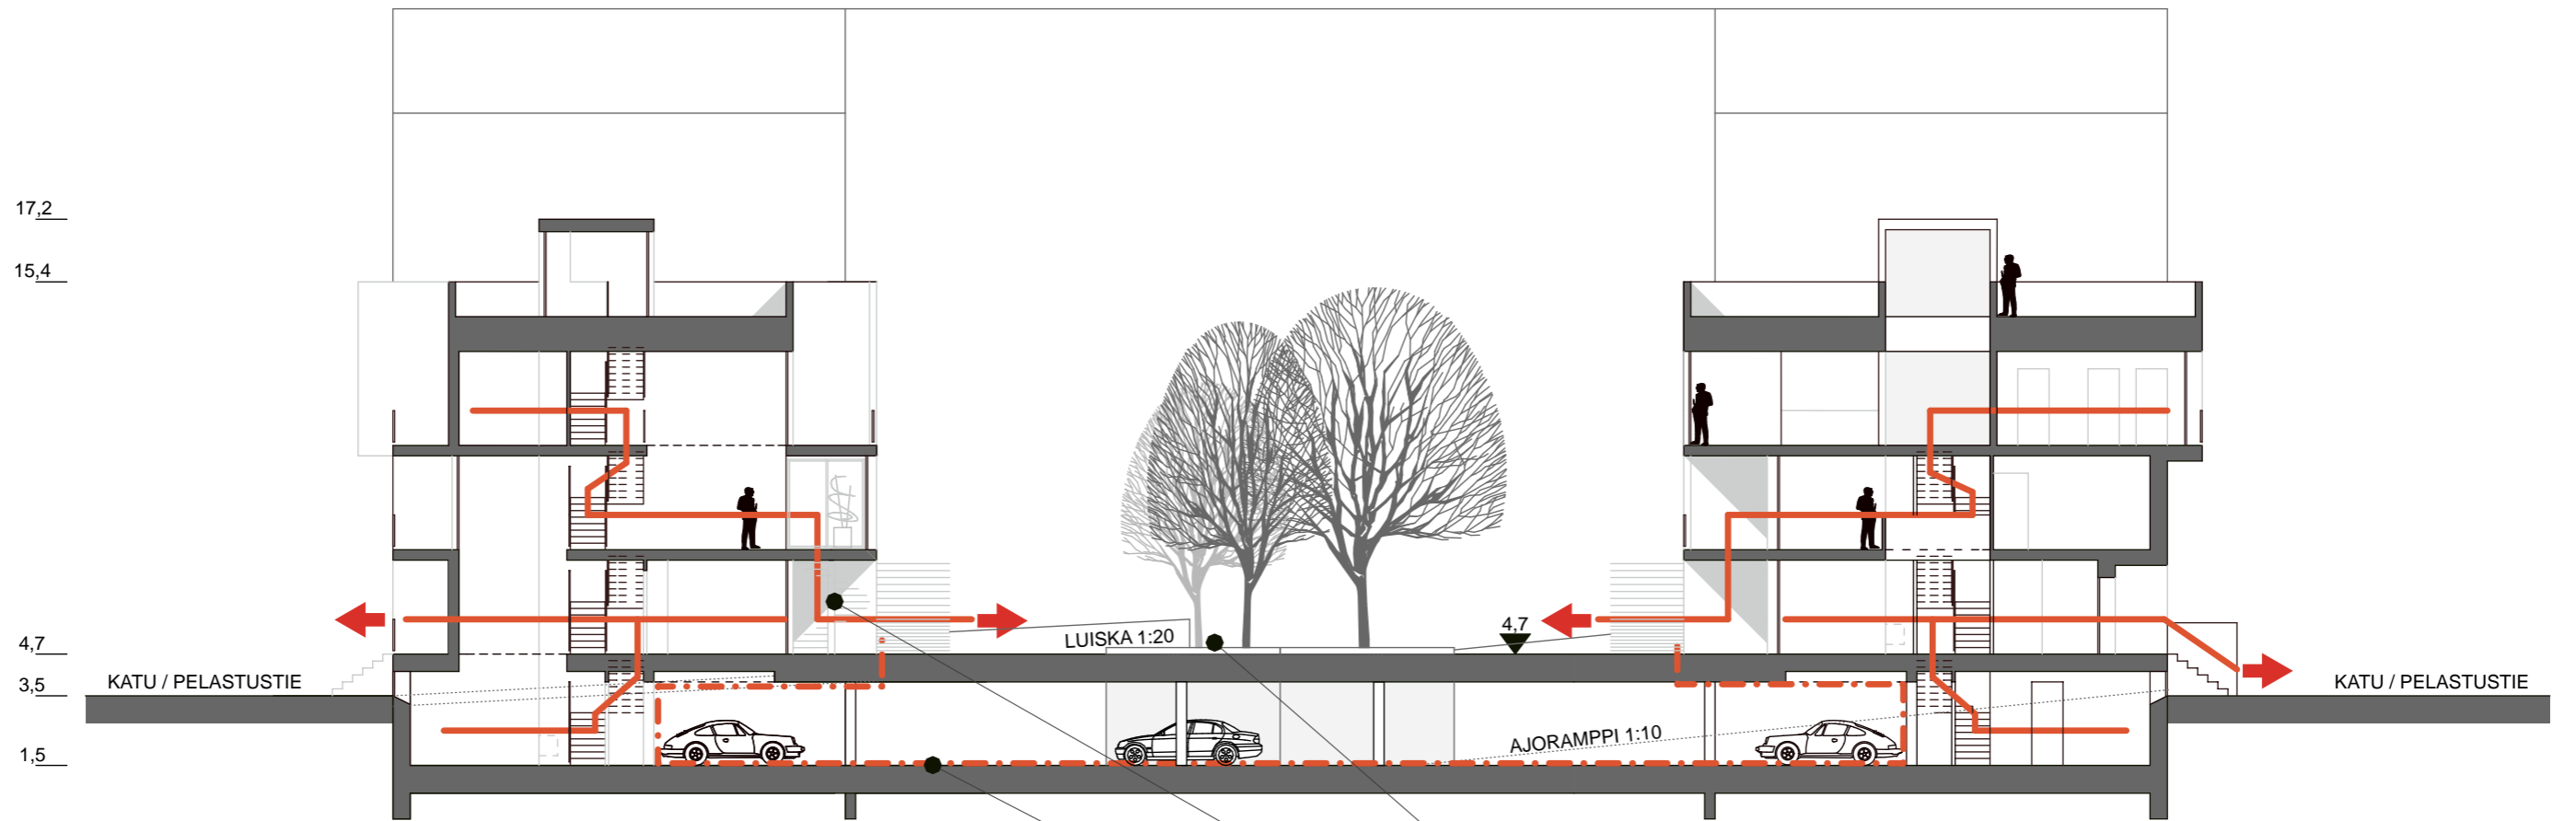 17,2
15,4
4,7
4,7
LUISKA 1:20
KATU / PELASTUSTIE
3,5
KATU / PELASTUSTIE
AJORAMPPI 1:10
1,5